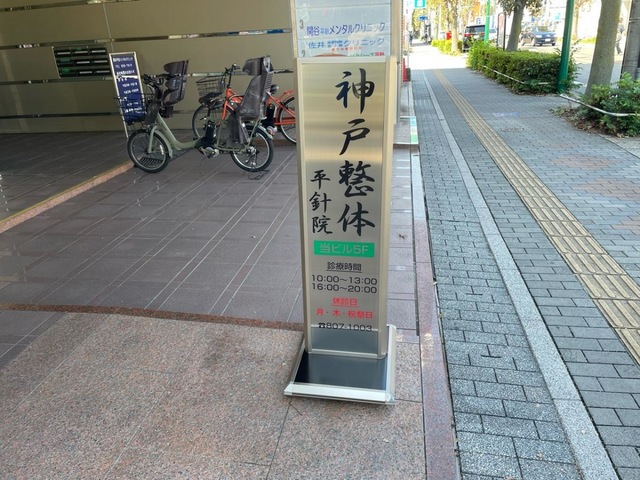 メンタルクリニック
神戸整体
平針院
当ビル5F
診療時間
10:00～13:00
16:00～20:00
休診日
月・木・祝祭日
☎807-1003